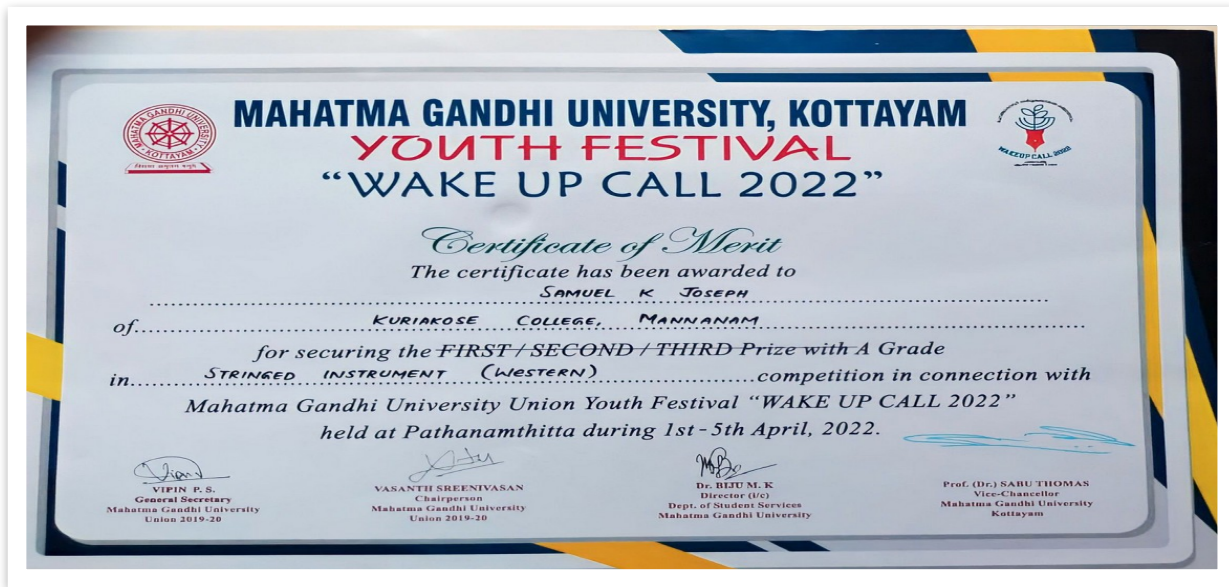 MAHATMA GANDHI UNIVERSITY, KOTTAYAM
YOUTH FESTIVAL
“WAKE UP CALL 2022”
MAHATMA GANDHI UNIVERSITY
KOTTAYAM
WAKEUP CALL 2022
Certificate of Merit
The certificate has been awarded to
SAMUEL K JOSEPH
of KURIAKOSE COLLEGE, MANNANAM
for securing the FIRST / SECOND / THIRD Prize with A Grade
in STRINGED INSTRUMENT (WESTERN) competition in connection with
Mahatma Gandhi University Union Youth Festival “WAKE UP CALL 2022”
held at Pathanamthitta during 1st-5th April, 2022.
VIPIN P. S.
General Secretary
Mahatma Gandhi University
Union 2019-20
VASANTH SREENIVASAN
Chairperson
Mahatma Gandhi University
Union 2019-20
Dr. BIJU M. K
Director (i/c)
Dept. of Student Services
Mahatma Gandhi University
Prof. (Dr.) SABU THOMAS
Vice-Chancellor
Mahatma Gandhi University
Kottayam